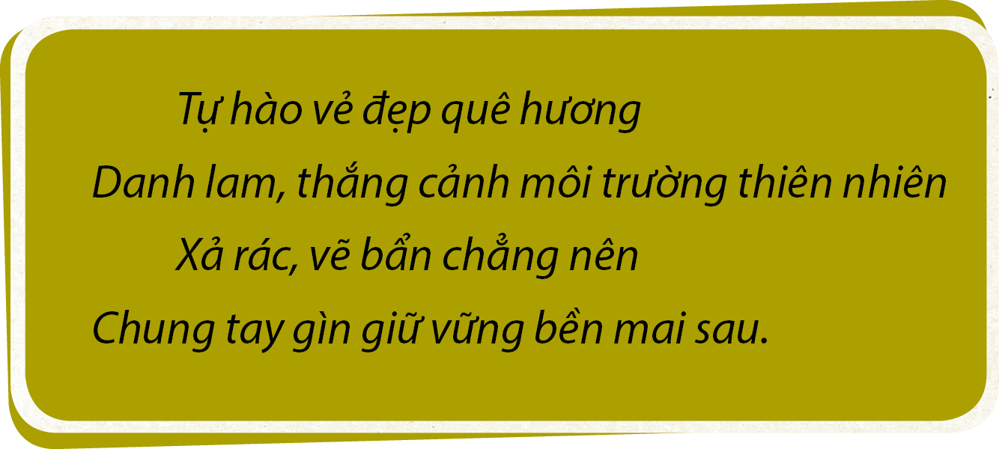 Tự hào vẻ đẹp quê hương
Danh lam, thắng cảnh môi trường thiên nhiên
Xả rác, vẽ bẩn chẳng nên
Chung tay gìn giữ vững bền mai sau.